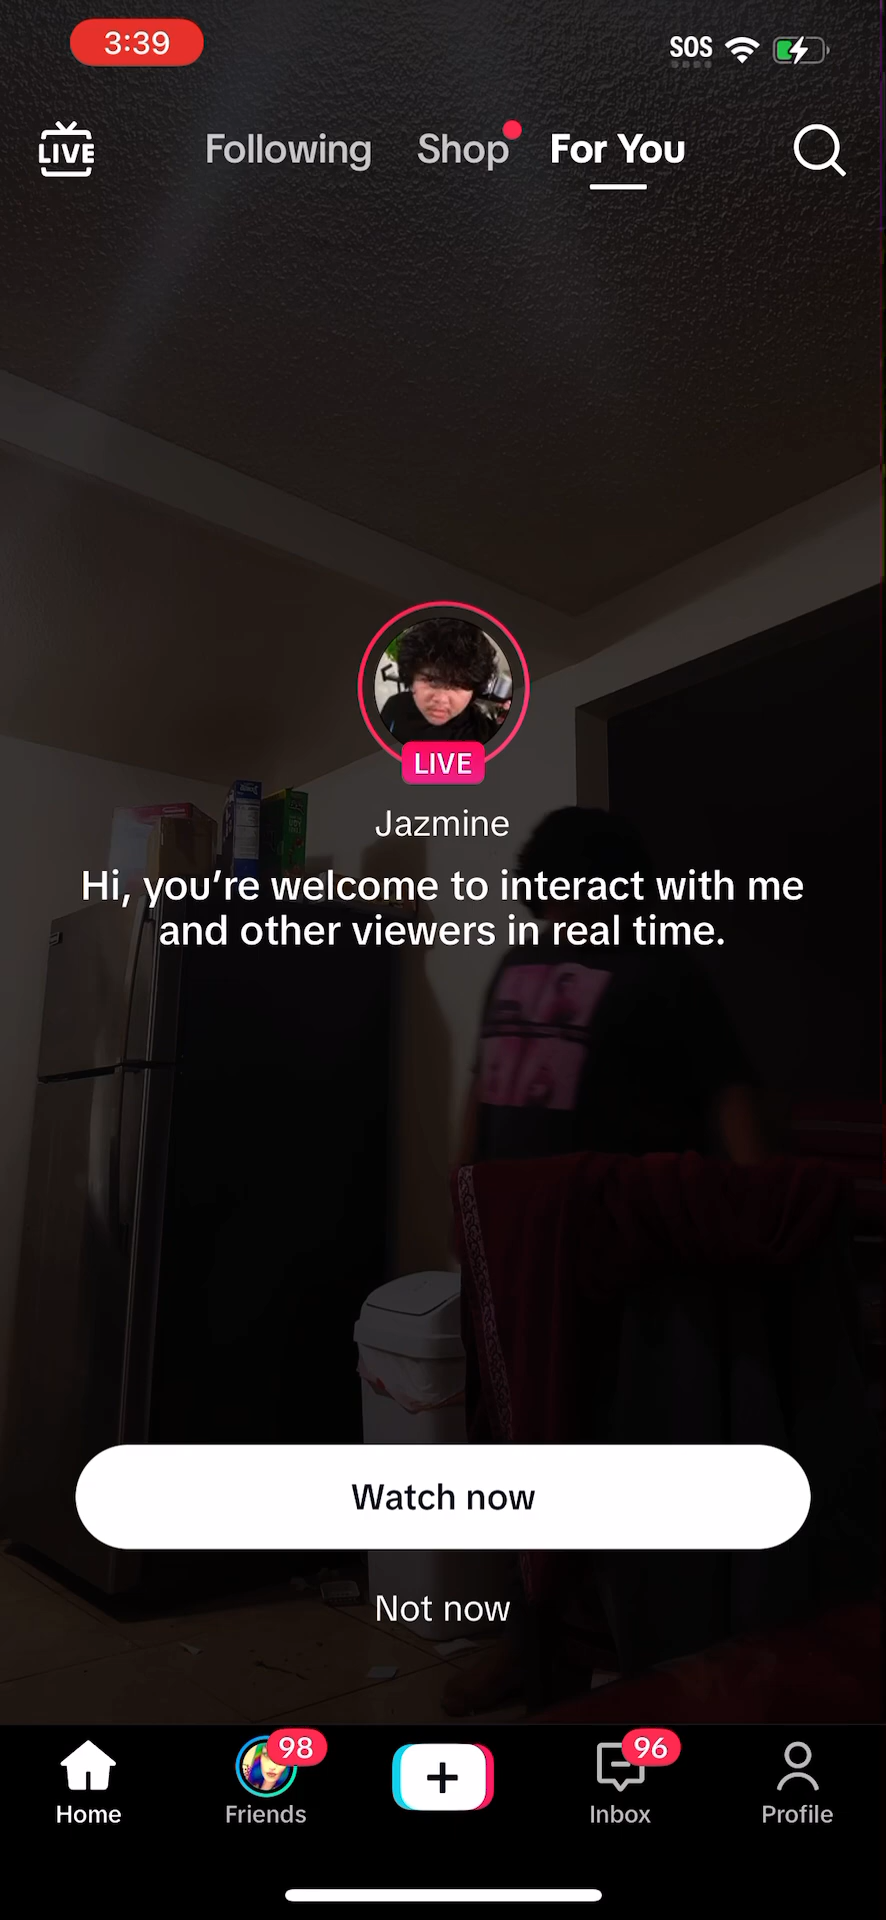 3:39
SOS
LIVE
Following
Shop
For You
LIVE
Jazmine
Hi, you’re welcome to interact with me
and other viewers in real time.
Watch now
Not now
98
96
Home
Friends
Inbox
Profile